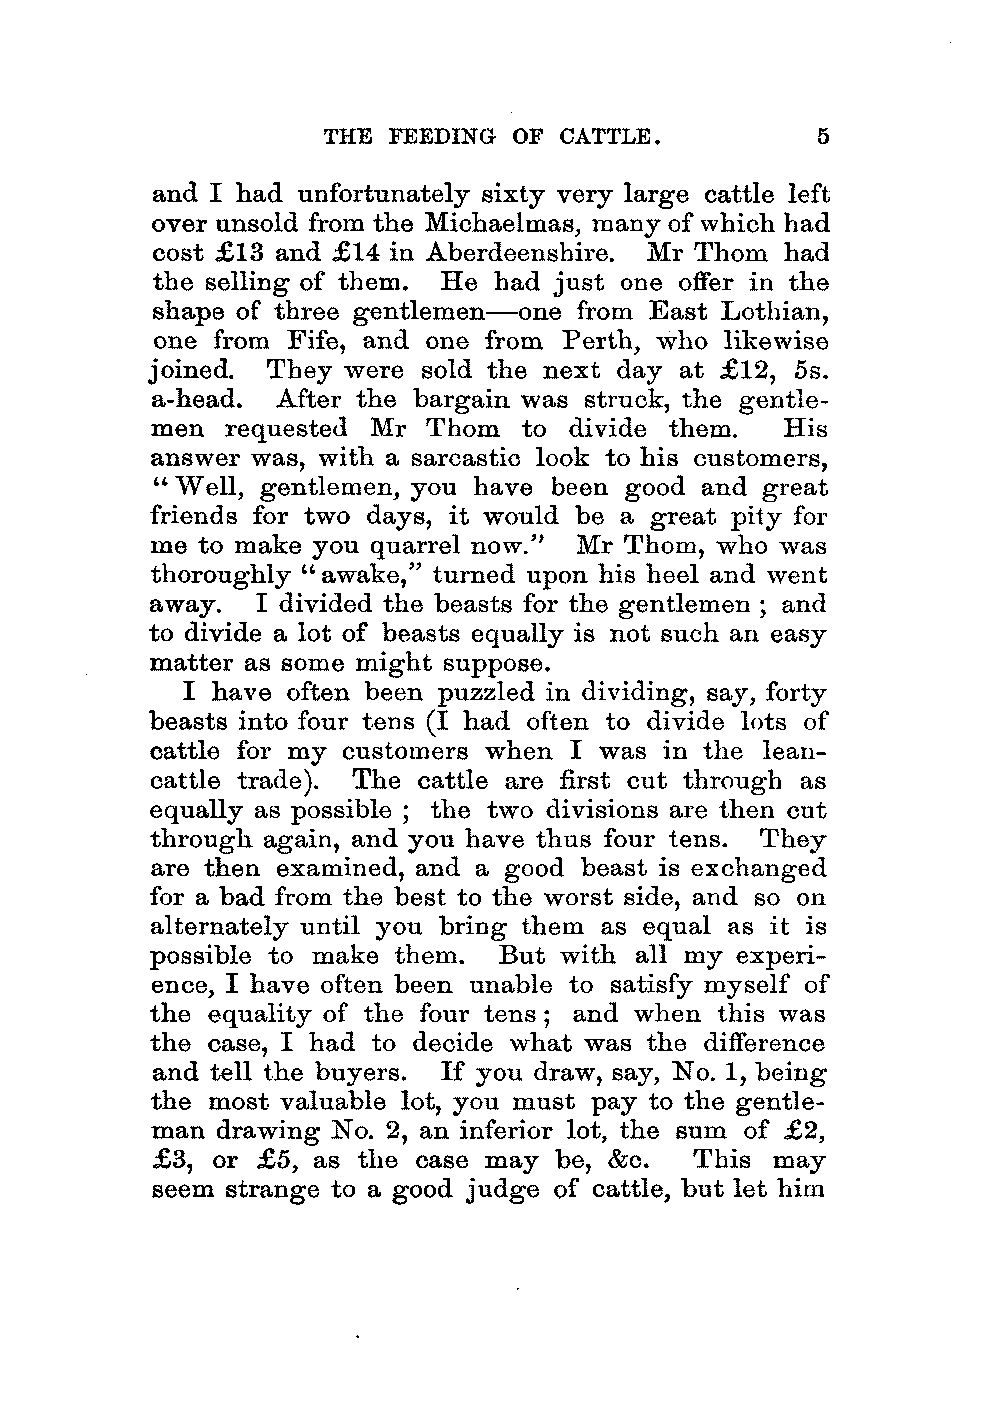 THE FEEDING OF CATTLE. 5
and I had unfortunately sixty very large cattle left
over unsold from the Michaelmas, many of which had
cost £13 and £14 in Aberdeenshire. Mr Thom had
the selling of them. He had just one offer in the
shape of three gentlemen—one from East Lothian,
one from Fife, and one from Perth, who likewise
joined. They were sold the next day at £12, 5s.
a-head. After the bargain was struck, the gentle-
men requested Mr Thom to divide them. His
answer was, with a sarcastic look to his customers,
“Well, gentlemen, you have been good and great
friends for two days, it would be a great pity for
me to make you quarrel now.” Mr Thom, who was
thoroughly “awake,” turned upon his heel and went
away. I divided the beasts for the gentlemen ; and
to divide a lot of beasts equally is not such an easy
matter as some might suppose.
I have often been puzzled in dividing, say, forty
beasts into four tens (I had often to divide lots of
cattle for my customers when I was in the lean-
cattle trade). The cattle are first cut through as
equally as possible ; the two divisions are then cut
through again, and you have thus four tens. They
are then examined, and a good beast is exchanged
for a bad from the best to the worst side, and so on
alternately until you bring them as equal as it is
possible to make them. But with all my experi-
ence, I have often been unable to satisfy myself of
the equality of the four tens ; and when this was
the case, I had to decide what was the difference
and tell the buyers. If you draw, say, No. 1, being
the most valuable lot, you must pay to the gentle-
man drawing No. 2, an inferior lot, the sum of £2,
£3, or £5, as the case may be, &c. This may
seem strange to a good judge of cattle, but let him